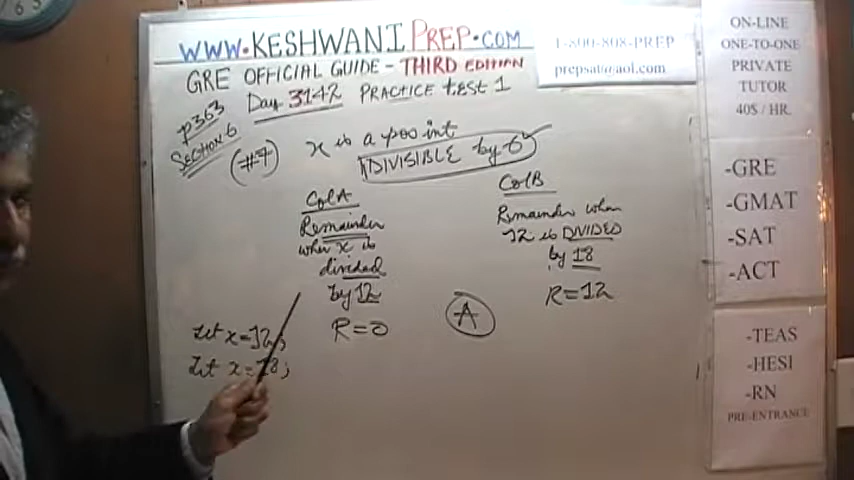 WWW.KESHWANIPREP.COM
GRE OFFICIAL GUIDE - THIRD EDITION
Day 3142 PRACTICE test 1
p363
SECTION-6
(#7)
x is a pos int
DIVISIBLE by 6
Col A
Remainder
when x is
divided
by 12
R=0
Col B
Remainder when
12 is DIVIDED
by 18
R=12
A
Let x=12;
Let x=18;
1-800-808-PREP
prepsat@aol.com
ON-LINE
ONE-TO-ONE
PRIVATE
TUTOR
40$ / HR.
-GRE
-GMAT
-SAT
-ACT
-TEAS
-HESI
-RN
PRE-ENTRANCE